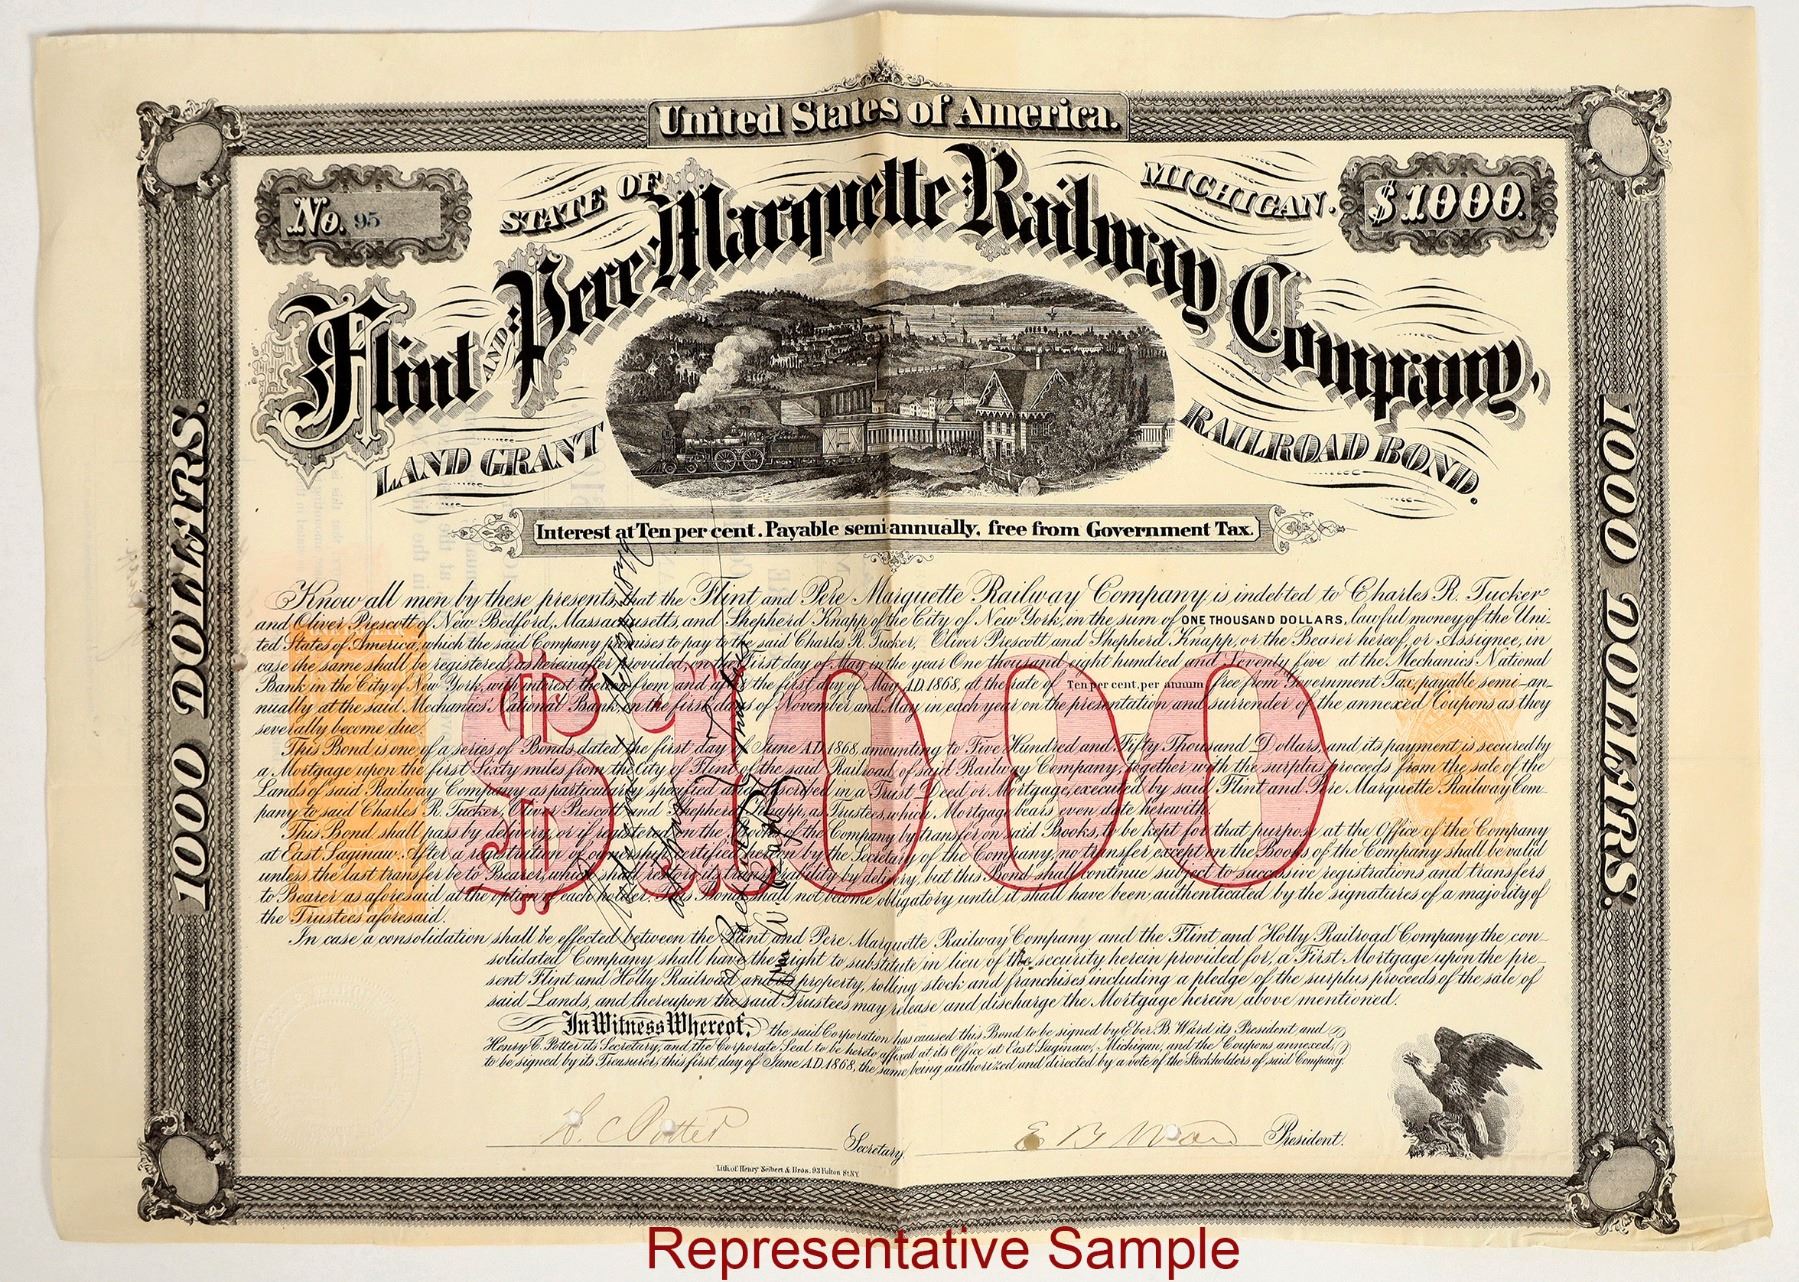 United States of America.
No. 95
STATE OF
MICHIGAN.
$1000.
Flint AND Pere Marquette Railway Company,
LAND GRANT
RAILROAD BOND.
Interest at Ten per cent. Payable semi-annually, free from Government Tax.
1000 DOLLERS.
1000 DOLLERS.
$1000
Know all men by these presents, that the Flint and Pere Marquette Railway Company is indebted to Charles R. Tucker
and Oliver Prescott of New Bedford, Massachusetts, and Shepherd Knapp of the City of New York, in the sum of ONE THOUSAND DOLLARS, lawful money of the Uni-
ted States of America, which the said Company promises to pay to the said Charles R. Tucker, Oliver Prescott and Shepherd Knapp, or the Bearer hereof, or Assignee, in
case the same shall be registered, as hereinafter provided, on the first day of May in the year One thousand eight hundred and seventy five at the Mechanics National
Bank in the City of New York, with interest thereon from and after the first day of May A.D. 1868, at the rate of Ten per cent, per annum free from Government Tax, payable semi-an-
nually at the said Mechanics' National Bank, on the first days of November and May in each year on the presentation and surrender of the annexed Coupons as they
severally become due.
This Bond is one of a series of Bonds dated the first day of June A.D. 1868, amounting to Five Hundred and Fifty Thousand Dollars, and its payment is secured by
a Mortgage upon the first Sixty miles from the City of Flint of the said Railroad, of said Railway Company, together with the surplus proceeds from the sale of the
Lands of said Railway Company as particularly specified and described in a Trust Deed or Mortgage, executed by said Flint and Pere Marquette Railway Com-
pany to said Charles R. Tucker, Oliver Prescott and Shepherd Knapp, as Trustees, which Mortgage bears even date herewith.
This Bond shall pass by delivery, or if registered on the Books of the Company by transfer on said Books, to be kept for that purpose at the Office of the Company
at East Saginaw. After a registration of ownership certified hereon by the Secretary of the Company, no transfer except on the Books of the Company shall be valid
unless the last transfer be to Bearer, which shall restore its transferability by delivery, but this Bond shall continue subject to successive registrations and transfers
to Bearer as aforesaid at the option of each holder. This Bond shall not become obligatory until it shall have been authenticated by the signatures of a majority of
the Trustees aforesaid.
In case a consolidation shall be effected between the Flint and Pere Marquette Railway Company and the Flint and Holly Railroad Company the con-
solidated Company shall have the right to substitute in lieu of the security herein provided for, a First Mortgage upon the pre-
sent Flint and Holly Railroad and its property, rolling stock and franchises including a pledge of the surplus proceeds of the sale of
said Lands, and thereupon the said Trustees may release and discharge the Mortgage herein above mentioned.
In Witness Whereof, the said Corporation has caused this Bond to be signed by Eber B. Ward its President and
Henry C. Potter its Secretary, and the Corporate Seal to be hereto affixed at its Office at East Saginaw, Michigan, and the Coupons annexed,
to be signed by its Treasurer, this first day of June A.D. 1868, the same being authorized and directed by a vote of the Stockholders of said Company.
H. C. Potter Secretary,
E B Ward President.
Lith. of Henry Seibert & Bros. 93 Fulton St. N.Y.
Representative Sample